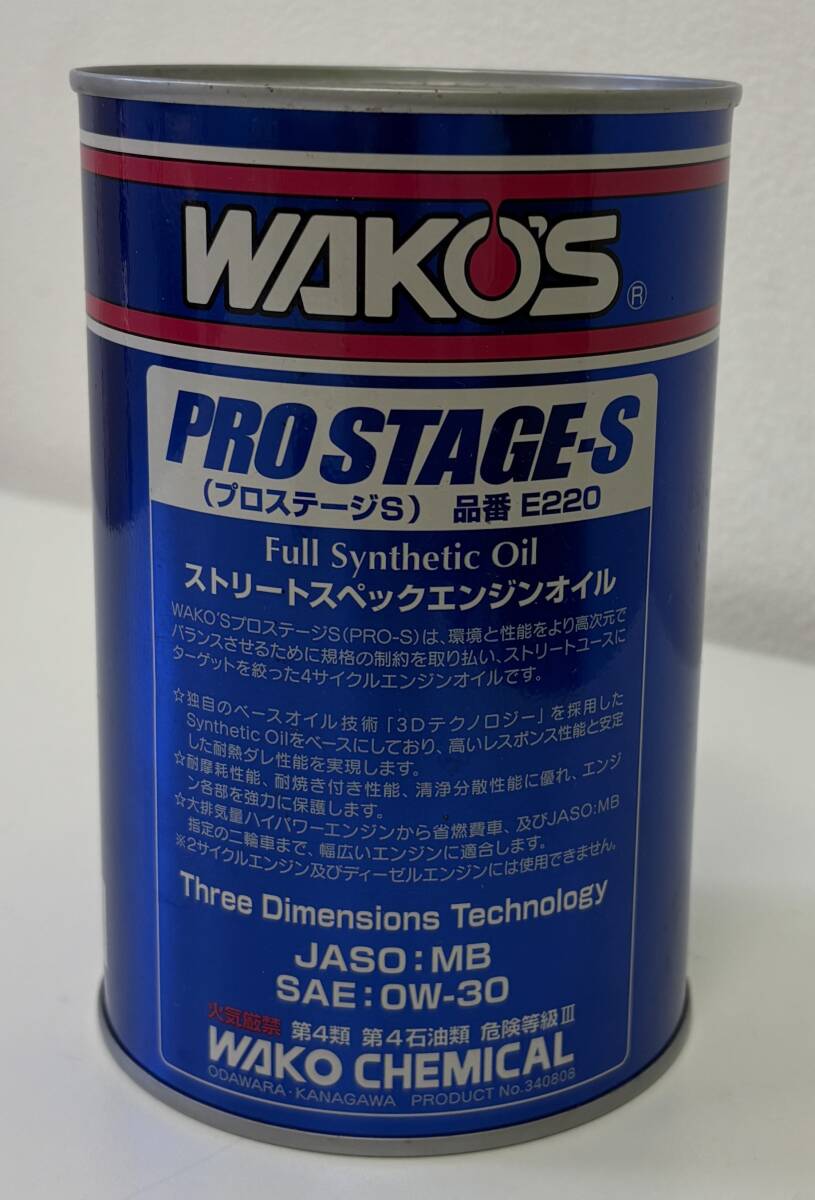 WAKO'S®
PRO STAGE-S
(プロステージS) 品番 E220
Full Synthetic Oil
ストリートスペックエンジンオイル
WAKO'SプロステージS(PRO-S)は、環境と性能をより高次元で
バランスさせるために規格の制約を取り払い、ストリートユースに
ターゲットを絞った4サイクルエンジンオイルです。
☆独自のベースオイル技術「3Dテクノロジー」を採用した
Synthetic Oilをベースにしており、高いレスポンス性能と安定
した耐熱ダレ性能を実現します。
☆耐摩耗性能、耐焼き付き性能、清浄分散性能に優れ、エンジ
ン各部を強力に保護します。
☆大排気量ハイパワーエンジンから省燃費車、及びJASO:MB
指定の二輪車まで、幅広いエンジンに適合します。
※2サイクルエンジン及びディーゼルエンジンには使用できません。
Three Dimensions Technology
JASO:MB
SAE:0W-30
火気厳禁 第4類 第4石油類 危険等級Ⅲ
WAKO CHEMICAL
ODAWARA・KANAGAWA PRODUCT No.340808